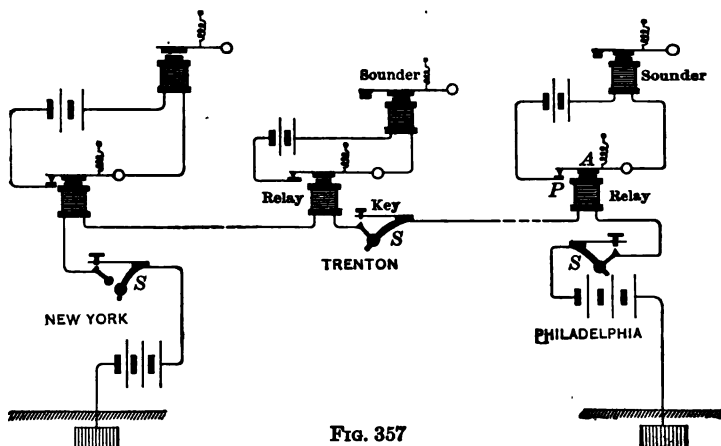 Sounder
Sounder
A
P
Relay
Relay
Key
S
TRENTON
S
S
NEW YORK
PHILADELPHIA
FIG. 357